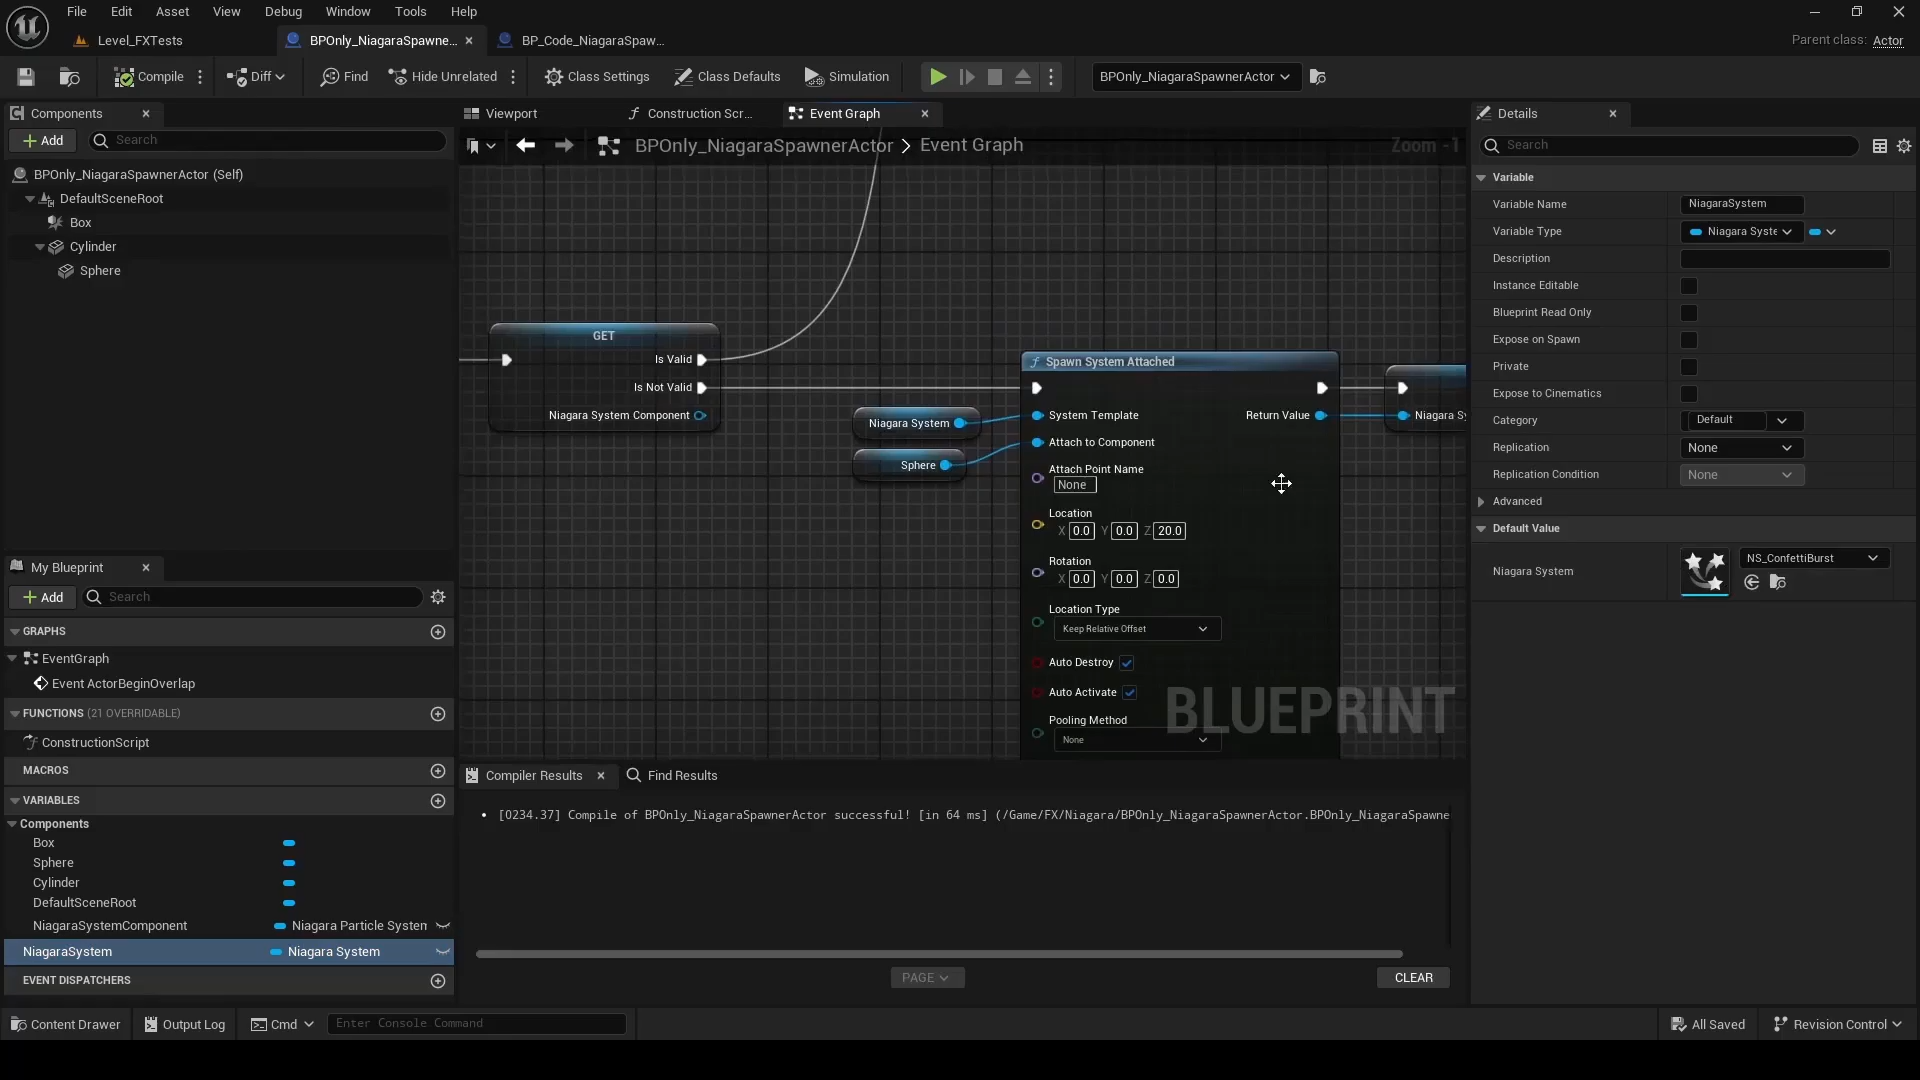 File Edit Asset View Debug Window Tools Help
Level_FXTests
BPOnly_NiagaraSpawne...
BP_Code_NiagaraSpaw...
Parent class: Actor
Compile
Diff
Find
Hide Unrelated
Class Settings
Class Defaults
Simulation
BPOnly_NiagaraSpawnerActor
Components
Add
Search
BPOnly_NiagaraSpawnerActor (Self)
DefaultSceneRoot
Box
Cylinder
Sphere
My Blueprint
Add
Search
GRAPHS
EventGraph
Event ActorBeginOverlap
FUNCTIONS (21 OVERRIDABLE)
ConstructionScript
MACROS
VARIABLES
Components
Box
Sphere
Cylinder
DefaultSceneRoot
NiagaraSystemComponent Niagara Particle System
NiagaraSystem Niagara System
EVENT DISPATCHERS
Viewport
Construction Scr...
Event Graph
BPOnly_NiagaraSpawnerActor > Event Graph
Zoom -1
GET
Is Valid
Is Not Valid
Niagara System Component
Niagara System
Sphere
Spawn System Attached
System Template
Return Value
Attach to Component
Attach Point Name
None
Location
X 0.0 Y 0.0 Z 20.0
Rotation
X 0.0 Y 0.0 Z 0.0
Location Type
Keep Relative Offset
Auto Destroy
Auto Activate
Pooling Method
None
Niagara Sy
BLUEPRINT
Compiler Results
Find Results
[0234.37] Compile of BPOnly_NiagaraSpawnerActor successful! [in 64 ms] (/Game/FX/Niagara/BPOnly_NiagaraSpawnerActor.BPOnly_NiagaraSpawne
PAGE
CLEAR
Details
Search
Variable
Variable Name NiagaraSystem
Variable Type Niagara Syste
Description
Instance Editable
Blueprint Read Only
Expose on Spawn
Private
Expose to Cinematics
Category Default
Replication None
Replication Condition None
Advanced
Default Value
Niagara System NS_ConfettiBurst
Content Drawer
Output Log
Cmd
Enter Console Command
All Saved
Revision Control